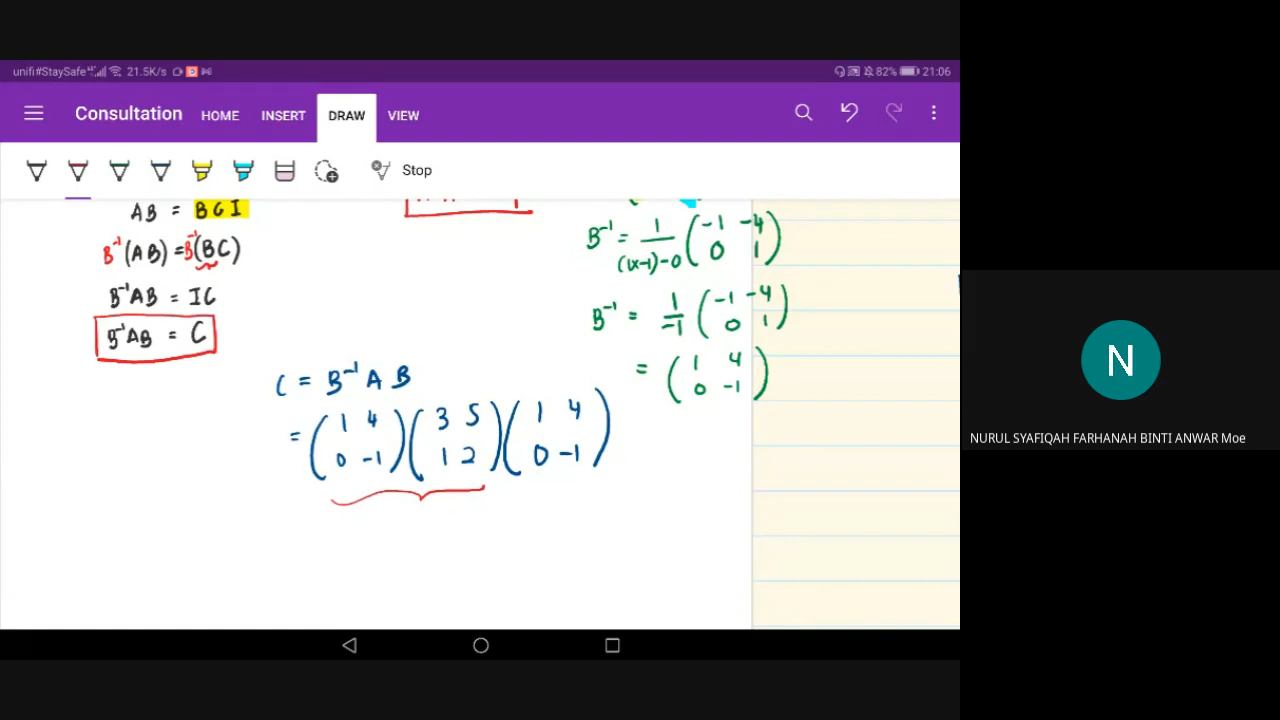 unifi#StaySafe 4G 21.5K/s 82% 21:06
Consultation HOME INSERT DRAW VIEW
Stop
AB = BCI
B⁻¹(AB) = B⁻¹(BC)
B⁻¹AB = IC
B⁻¹AB = C
B⁻¹ = 1/((1x-1)-0) (-1 -4
0 1)
B⁻¹ = 1/-1 (-1 -4
0 1)
= (1 4
0 -1)
C = B⁻¹ A B
= (1 4 (3 5 (1 4
0 -1) 1 2) 0 -1)
N
NURUL SYAFIQAH FARHANAH BINTI ANWAR Moe